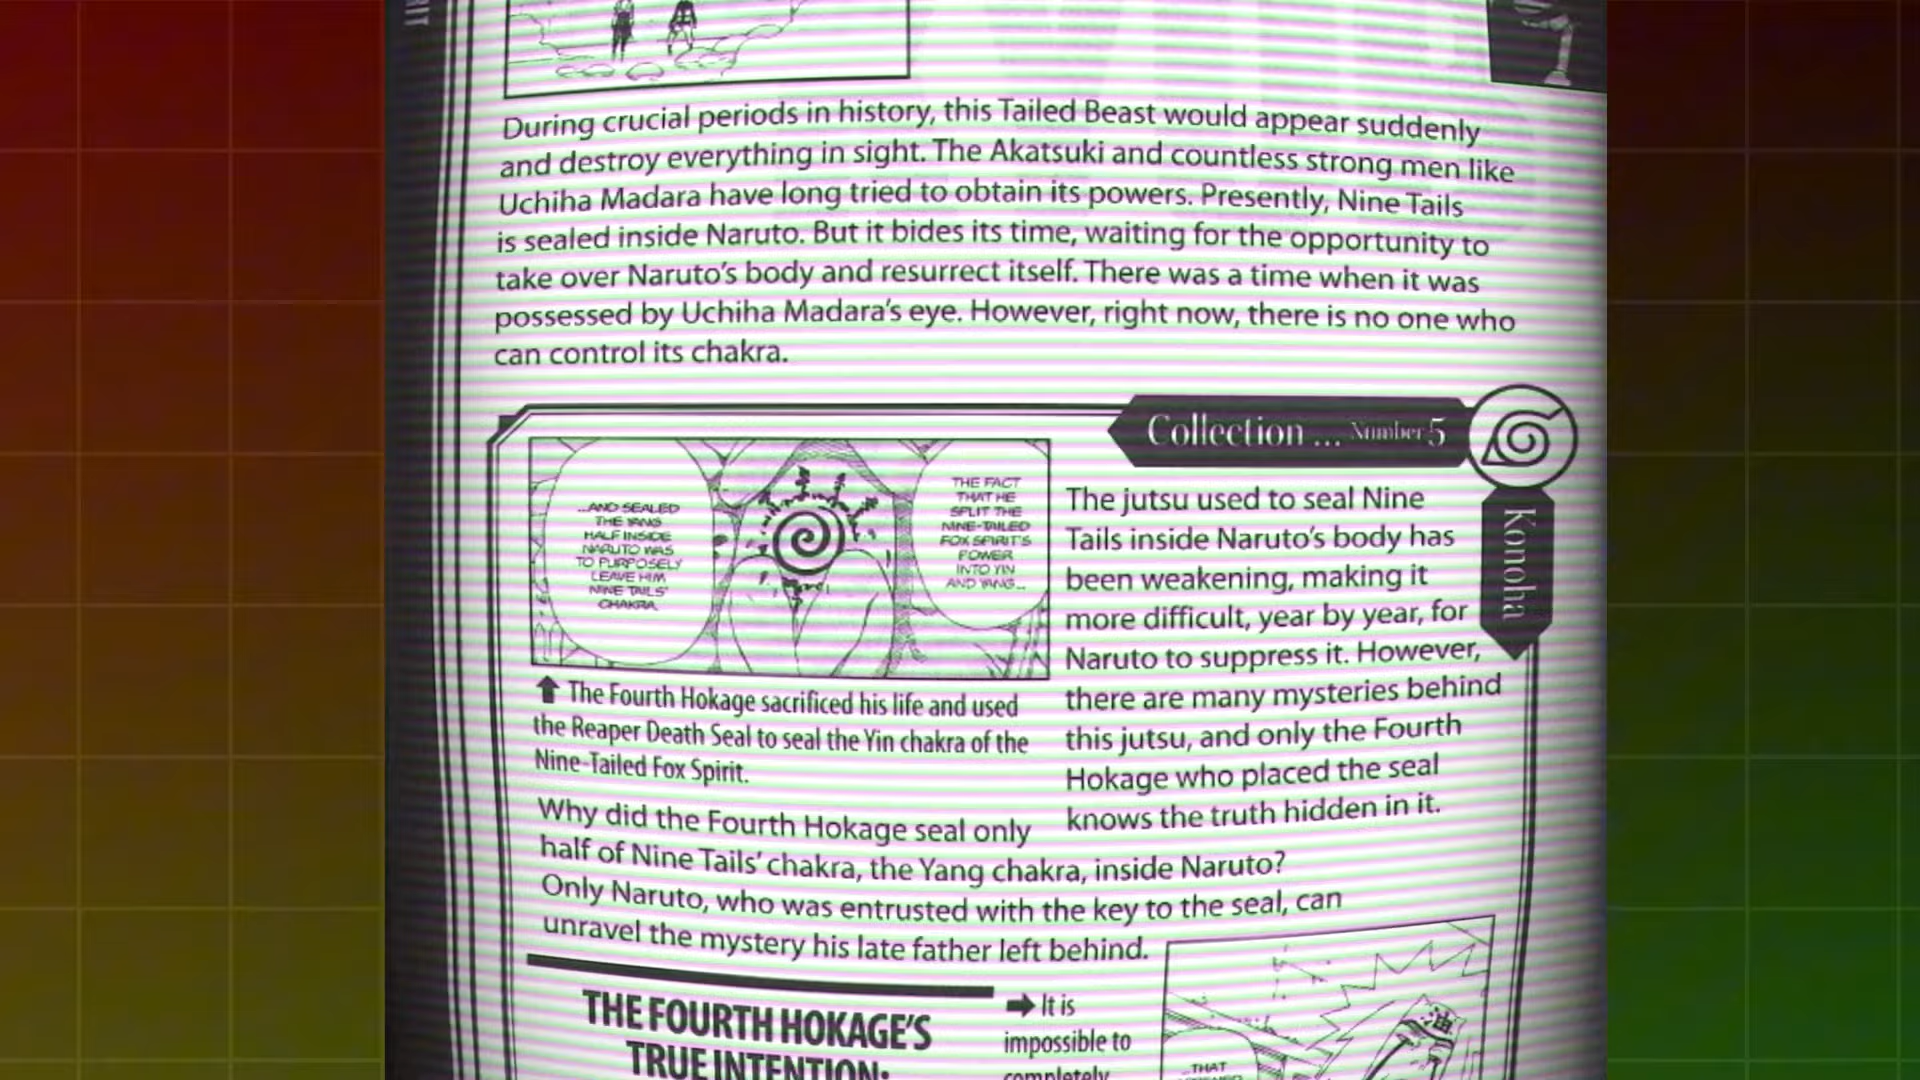 During crucial periods in history, this Tailed Beast would appear suddenly
and destroy everything in sight. The Akatsuki and countless strong men like
Uchiha Madara have long tried to obtain its powers. Presently, Nine Tails
is sealed inside Naruto. But it bides its time, waiting for the opportunity to
take over Naruto's body and resurrect itself. There was a time when it was
possessed by Uchiha Madara's eye. However, right now, there is no one who
can control its chakra.
Collection ... Number 5
Konoha
THE FACT
THAT HE
SPLIT THE
NINE-TAILED
FOX SPIRIT'S
POWER
INTO YIN
AND YANG...
...AND SEALED
THE YANG
HALF INSIDE
NARUTO WAS
TO PURPOSELY
LEAVE HIM
NINE TAILS'
CHAKRA.
The Fourth Hokage sacrificed his life and used
the Reaper Death Seal to seal the Yin chakra of the
Nine-Tailed Fox Spirit.
The jutsu used to seal Nine
Tails inside Naruto's body has
been weakening, making it
more difficult, year by year, for
Naruto to suppress it. However,
there are many mysteries behind
this jutsu, and only the Fourth
Hokage who placed the seal
knows the truth hidden in it.
Why did the Fourth Hokage seal only
half of Nine Tails' chakra, the Yang chakra, inside Naruto?
Only Naruto, who was entrusted with the key to the seal, can
unravel the mystery his late father left behind.
THE FOURTH HOKAGE'S
TRUE INTENTION:
It is
impossible to
completely
油
...THAT